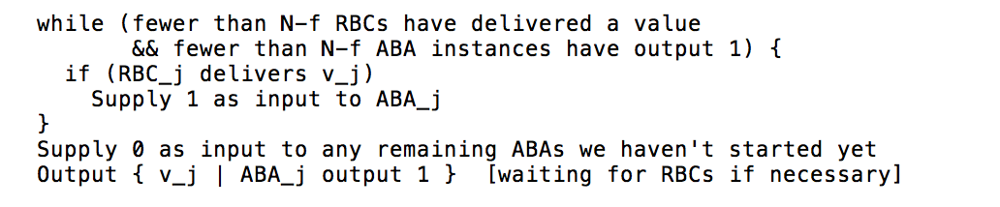 while (fewer than N-f RBCs have delivered a value
&& fewer than N-f ABA instances have output 1) {
if (RBC_j delivers v_j)
Supply 1 as input to ABA_j
}
Supply 0 as input to any remaining ABAs we haven't started yet
Output { v_j | ABA_j output 1 }  [waiting for RBCs if necessary]